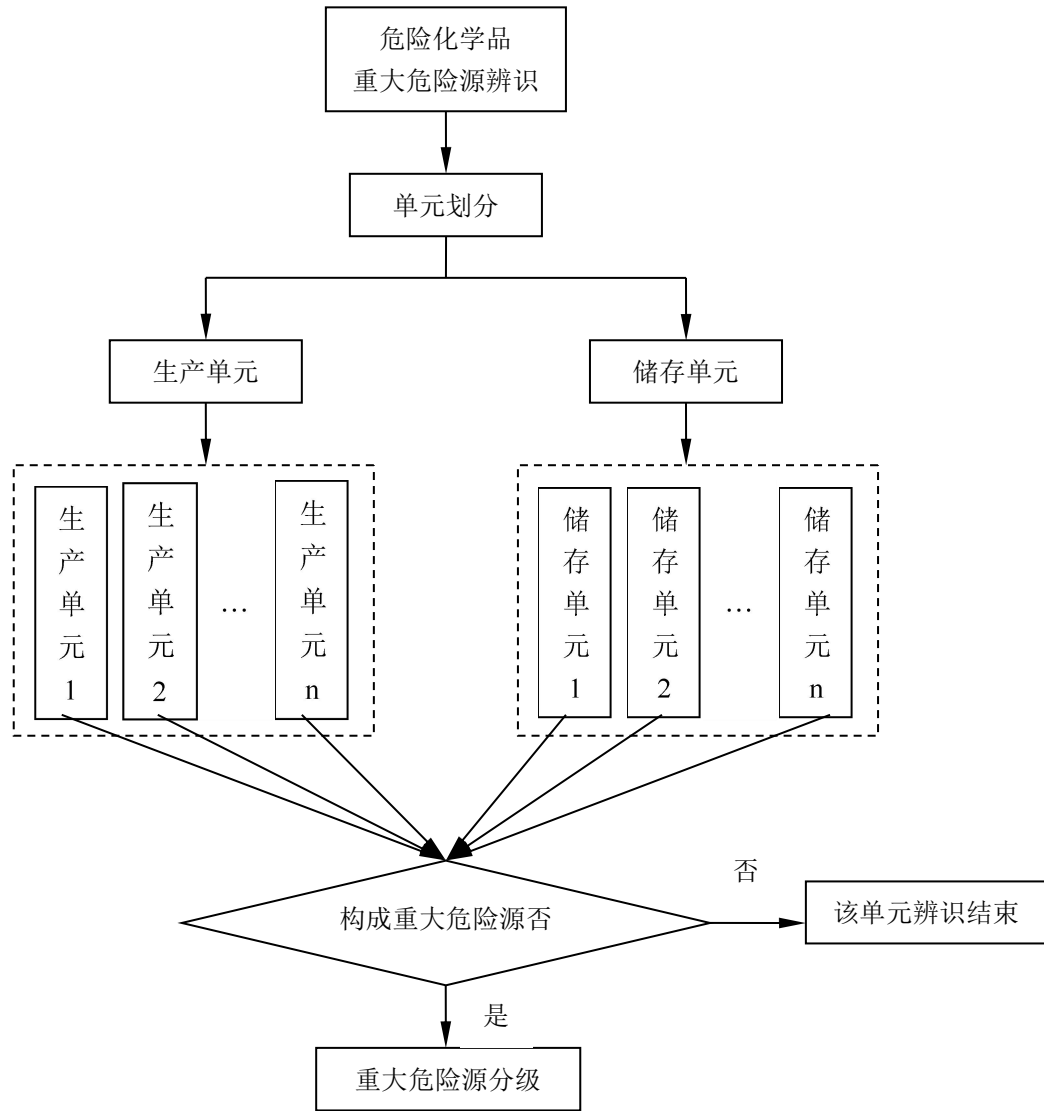 危险化学品
重大危险源辨识
单元划分
生产单元
储存单元
生产单元1
生产单元2
…
生产单元n
储存单元1
储存单元2
…
储存单元n
构成重大危险源否
否
该单元辨识结束
是
重大危险源分级